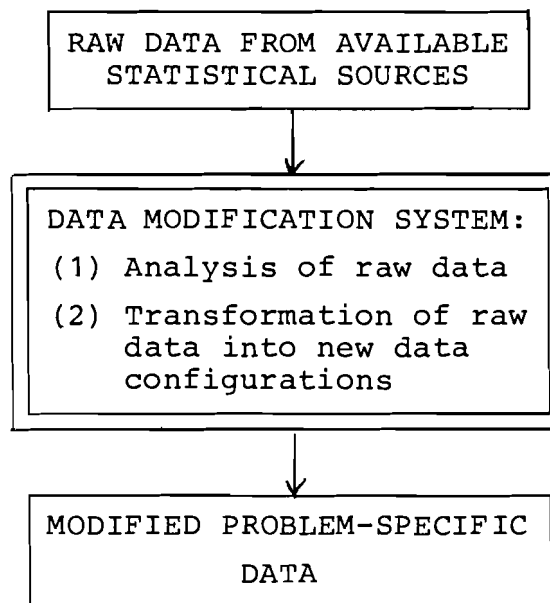 RAW DATA FROM AVAILABLE
STATISTICAL SOURCES
DATA MODIFICATION SYSTEM:
(1) Analysis of raw data
(2) Transformation of raw
data into new data
configurations
MODIFIED PROBLEM-SPECIFIC
DATA